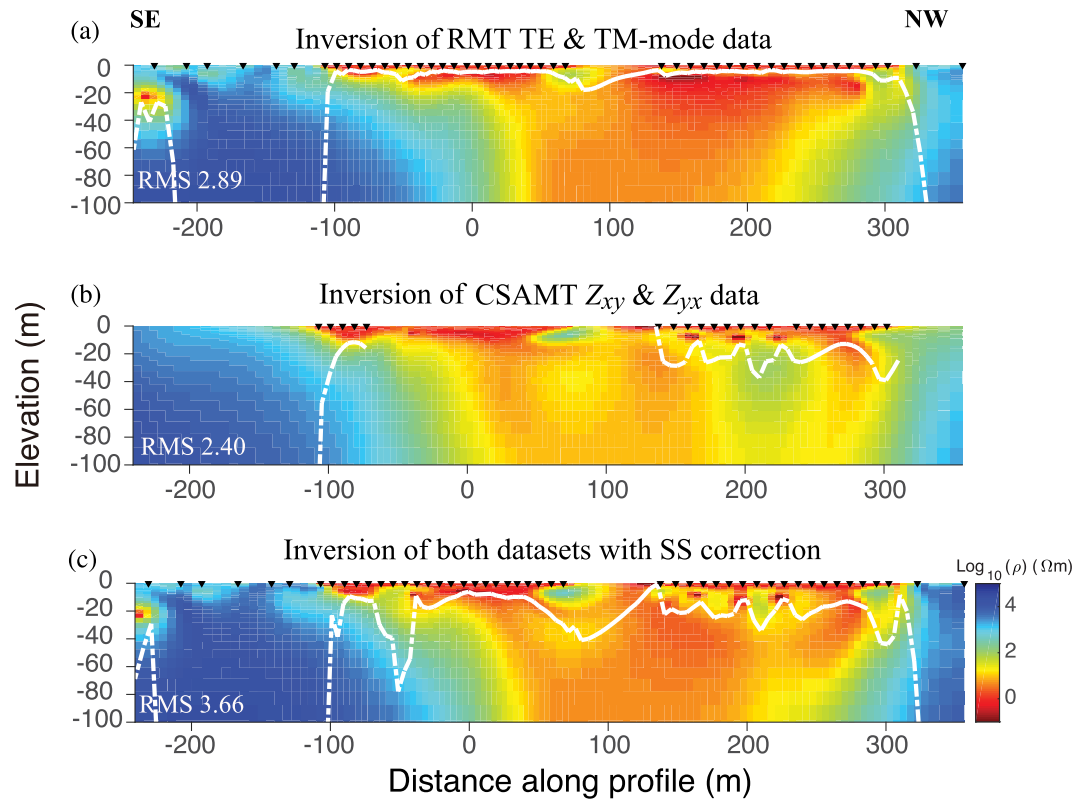 SE
NW
(a)
Inversion of RMT TE & TM-mode data
0
-20
-40
-60
-80
-100
RMS 2.89
-200
-100
0
100
200
300
(b)
Inversion of CSAMT Zxy & Zyx data
0
-20
-40
-60
-80
-100
RMS 2.40
-200
-100
0
100
200
300
Elevation (m)
(c)
Inversion of both datasets with SS correction
0
-20
-40
-60
-80
-100
RMS 3.66
-200
-100
0
100
200
300
Log10 (ρ) (Ωm)
4
2
0
Distance along profile (m)